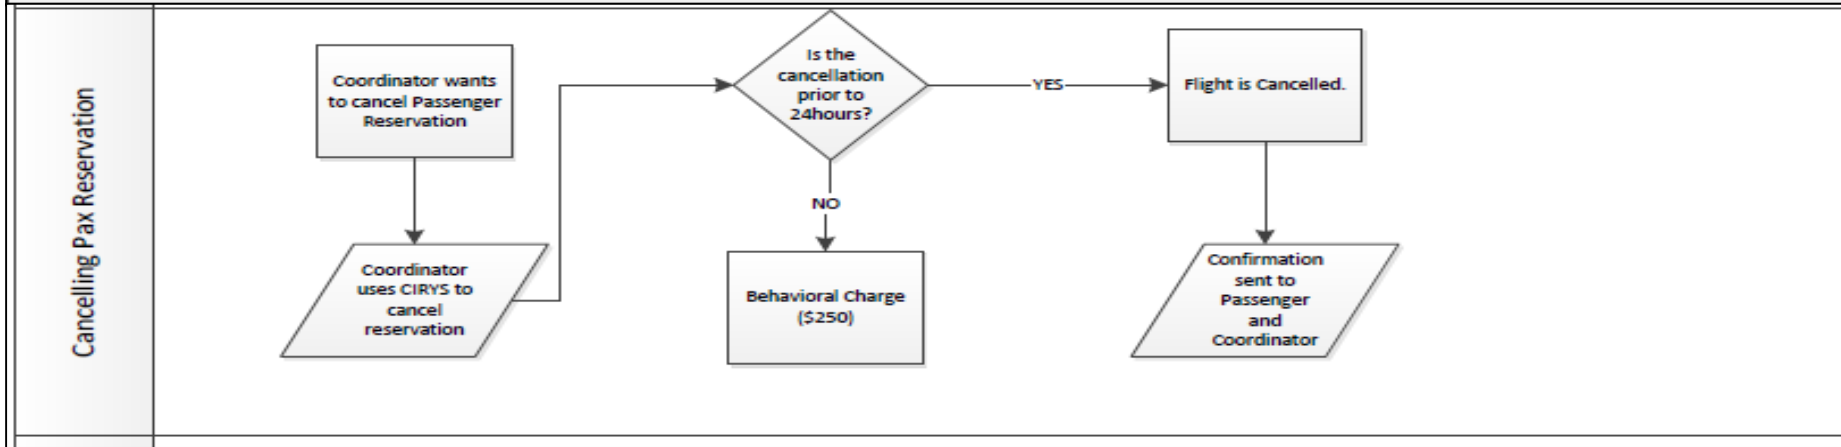 Cancelling Pax Reservation
Coordinator wants
to cancel Passenger
Reservation
Coordinator
uses CIRYS to
cancel
reservation
Is the
cancellation
prior to
24hours?
YES
NO
Behavioral Charge
($250)
Flight is Cancelled.
Confirmation
sent to
Passenger
and
Coordinator